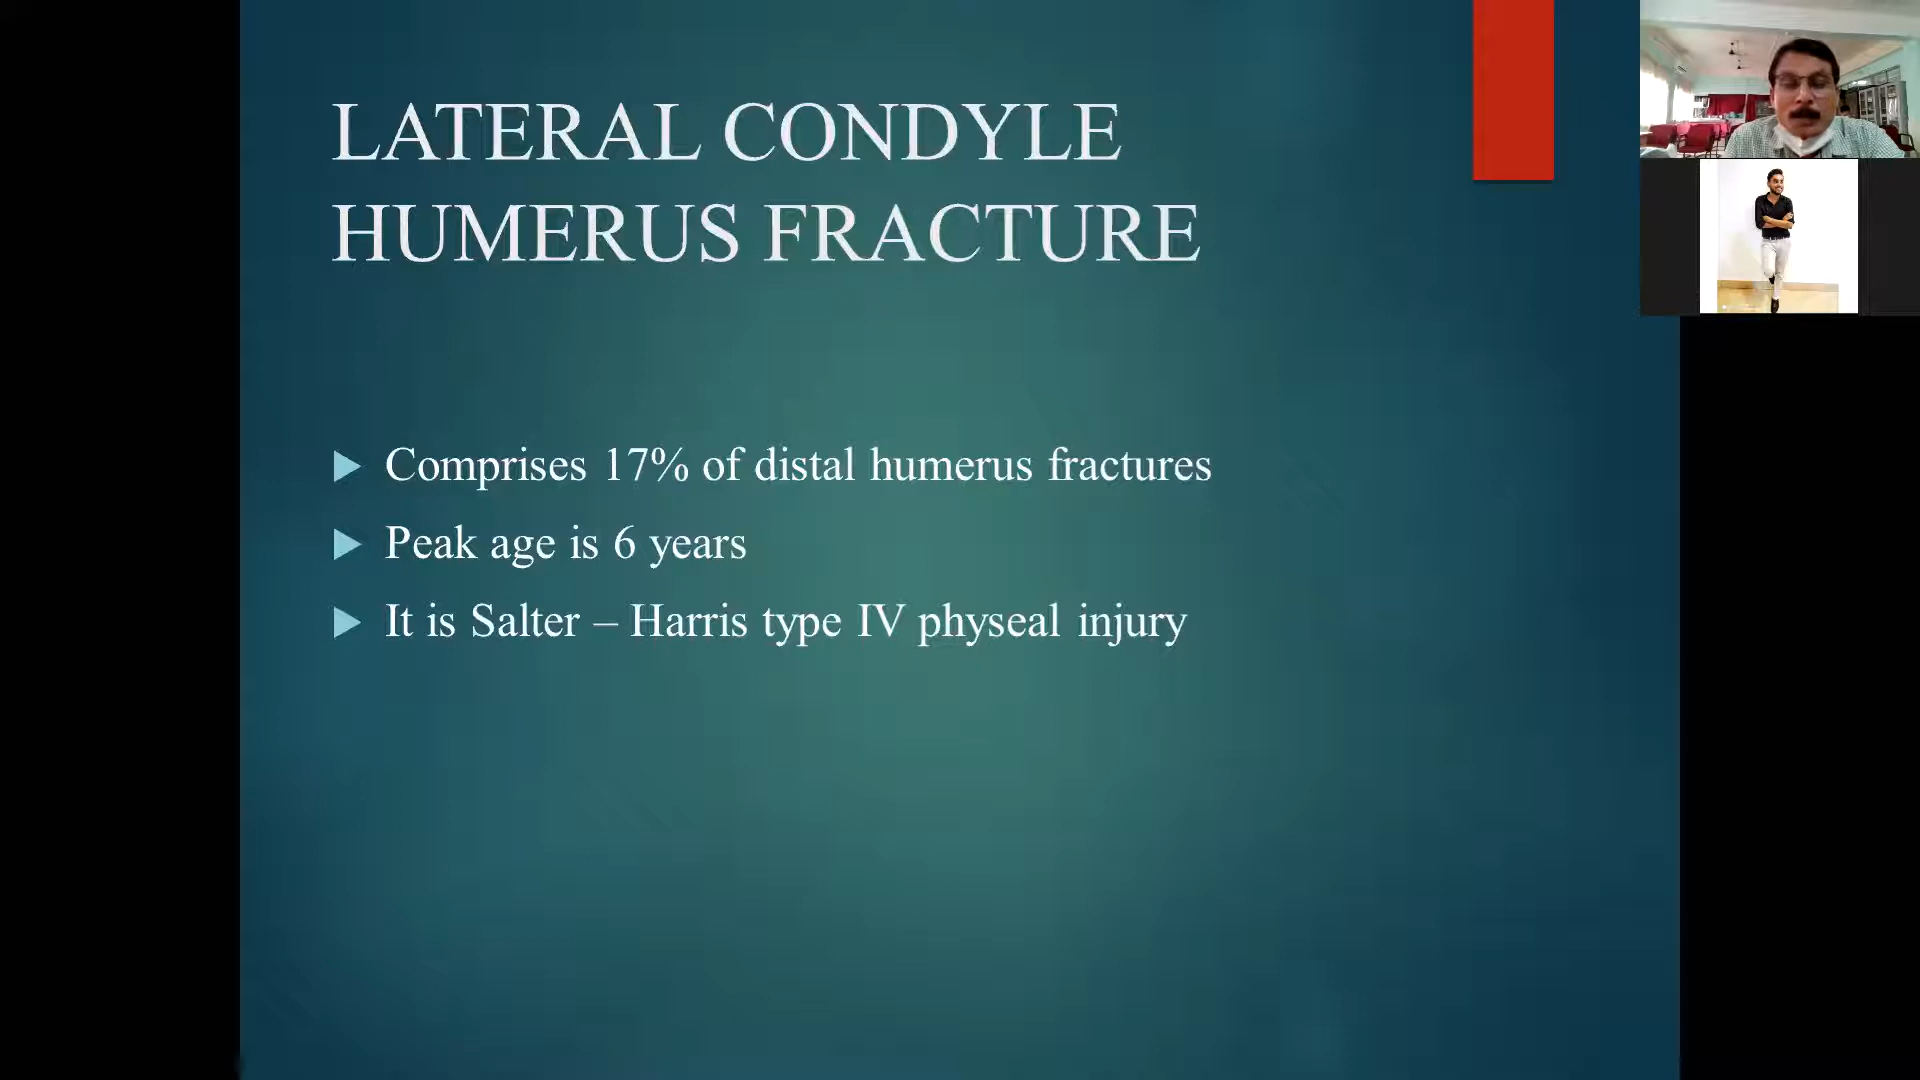 LATERAL CONDYLE
HUMERUS FRACTURE
Comprises 17% of distal humerus fractures
Peak age is 6 years
It is Salter – Harris type IV physeal injury